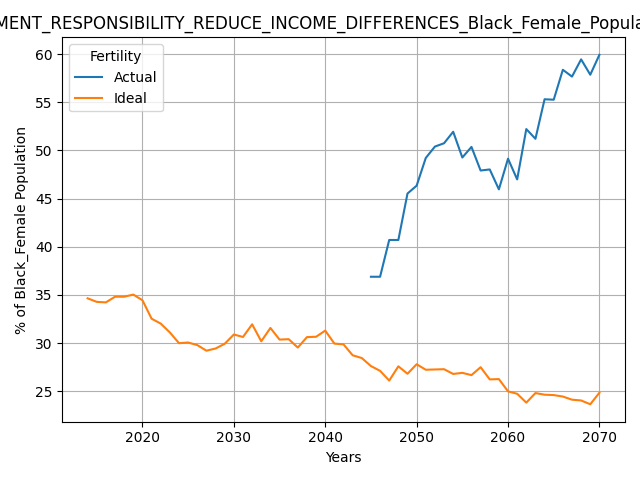 MENT_RESPONSIBILITY_REDUCE_INCOME_DIFFERENCES_Black_Female_Popula
Fertility
Actual
Ideal
60
55
50
45
40
35
30
25
% of Black_Female Population
2020
2030
2040
2050
2060
2070
Years